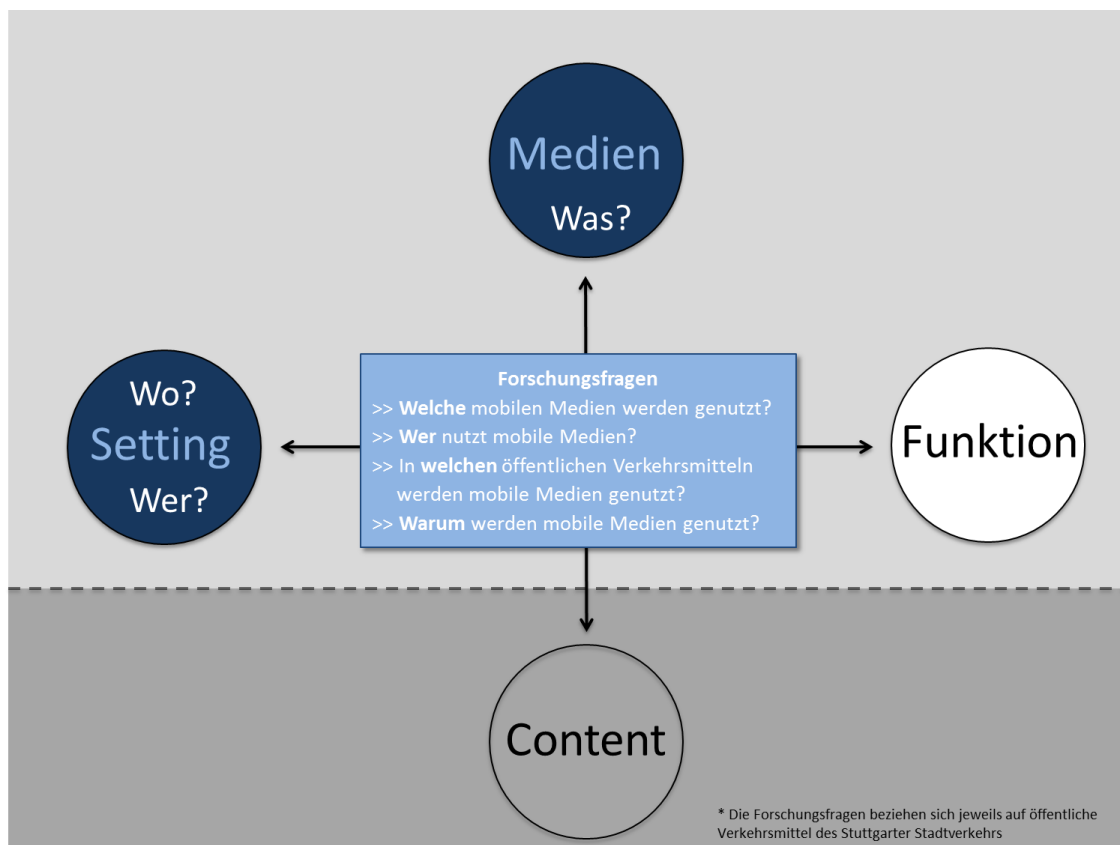 Medien
Was?
Wo?
Setting
Wer?
Forschungsfragen
>> Welche mobilen Medien werden genutzt?
>> Wer nutzt mobile Medien?
>> In welchen öffentlichen Verkehrsmitteln
werden mobile Medien genutzt?
>> Warum werden mobile Medien genutzt?
Funktion
Content
* Die Forschungsfragen beziehen sich jeweils auf öffentliche
Verkehrsmittel des Stuttgarter Stadtverkehrs